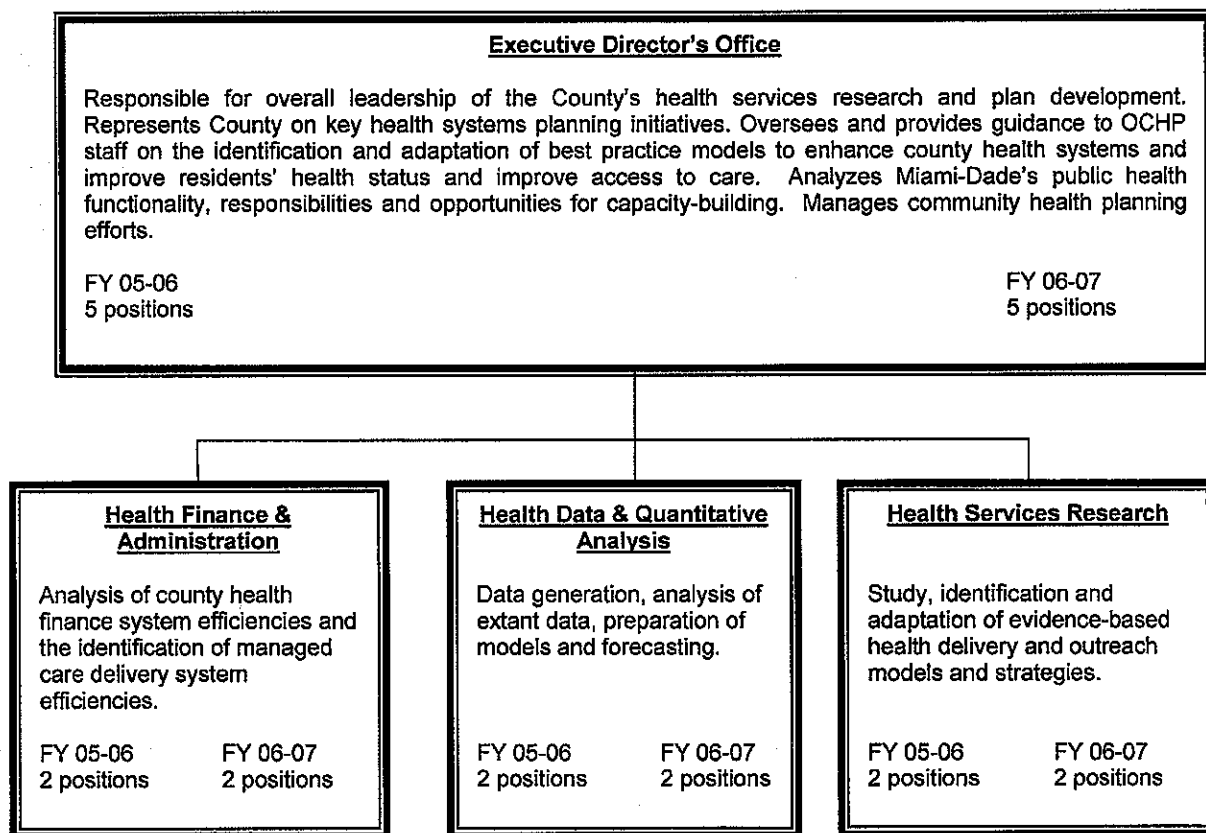 Executive Director's Office
Responsible for overall leadership of the County's health services research and plan development.
Represents County on key health systems planning initiatives. Oversees and provides guidance to OCHP
staff on the identification and adaptation of best practice models to enhance county health systems and
improve residents' health status and improve access to care. Analyzes Miami-Dade's public health
functionality, responsibilities and opportunities for capacity-building. Manages community health planning
efforts.
FY 05-06 FY 06-07
5 positions 5 positions
Health Finance &
Administration
Analysis of county health
finance system efficiencies and
the identification of managed
care delivery system
efficiencies.
FY 05-06 FY 06-07
2 positions 2 positions
Health Data & Quantitative
Analysis
Data generation, analysis of
extant data, preparation of
models and forecasting.
FY 05-06 FY 06-07
2 positions 2 positions
Health Services Research
Study, identification and
adaptation of evidence-based
health delivery and outreach
models and strategies.
FY 05-06 FY 06-07
2 positions 2 positions